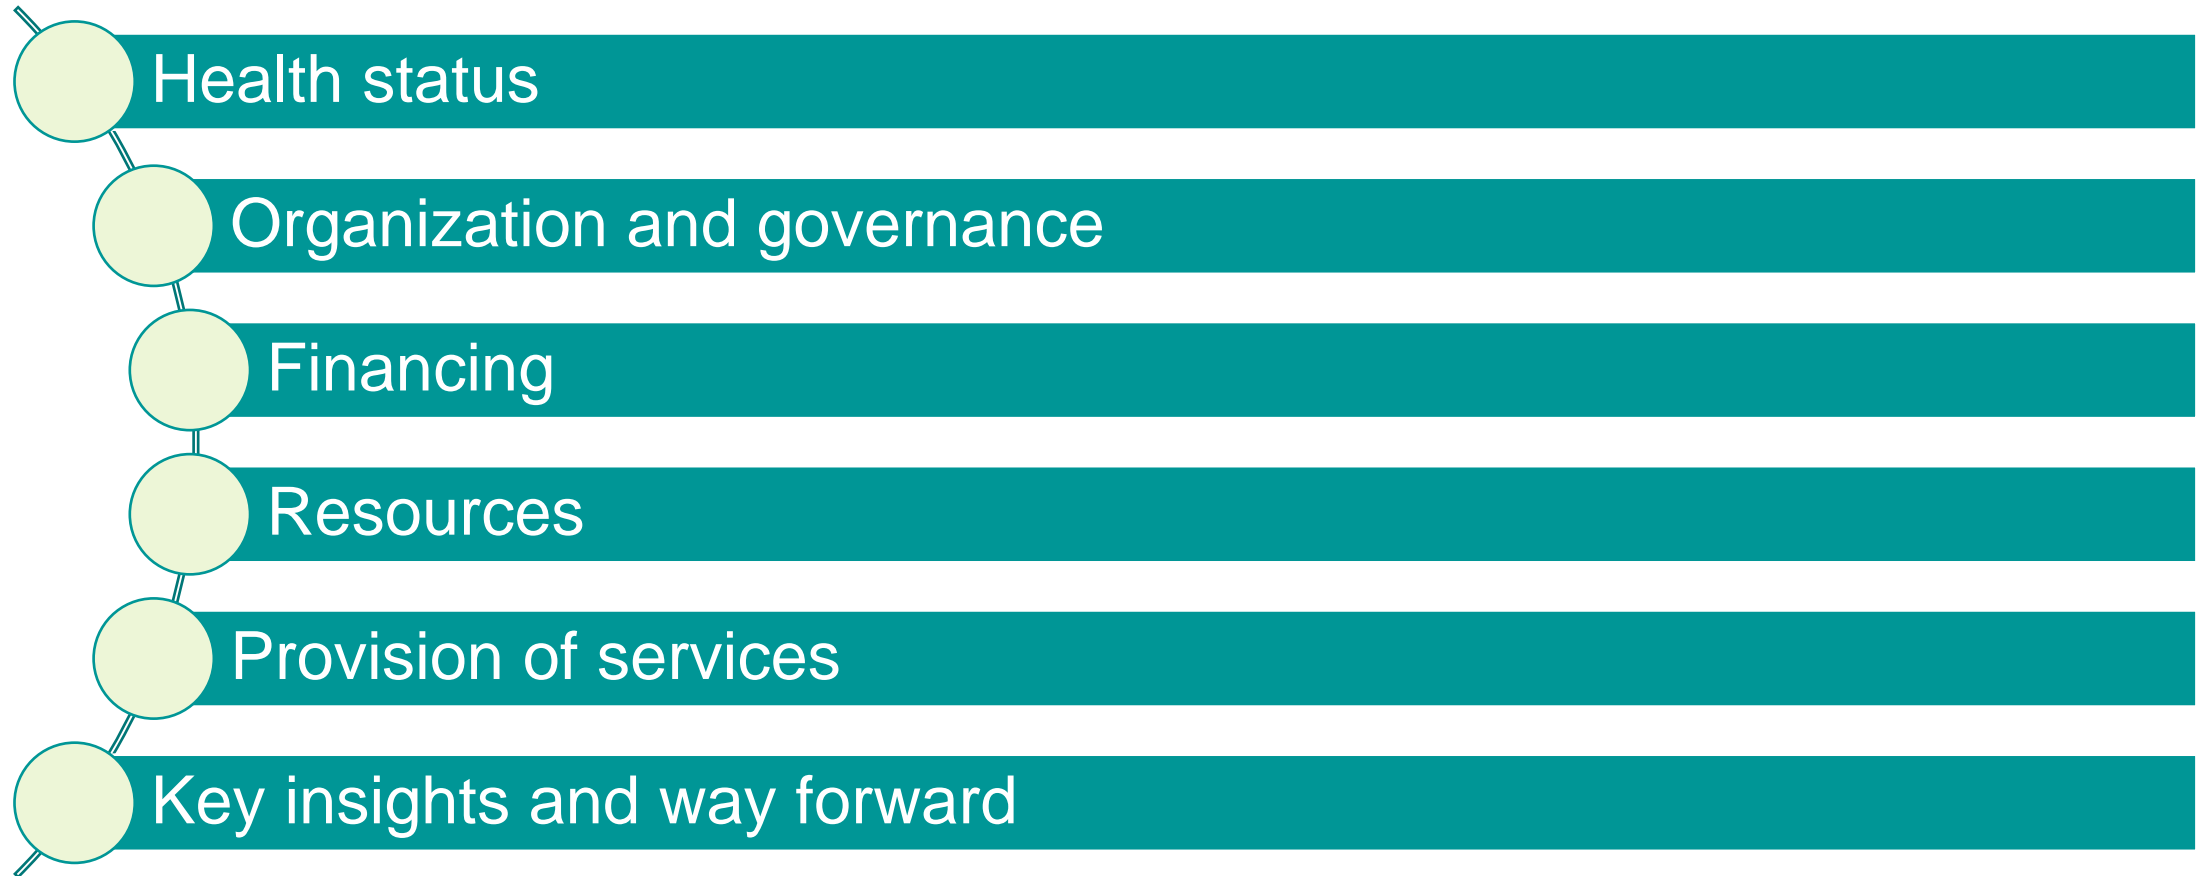 Health status
Organization and governance
Financing
Resources
Provision of services
Key insights and way forward